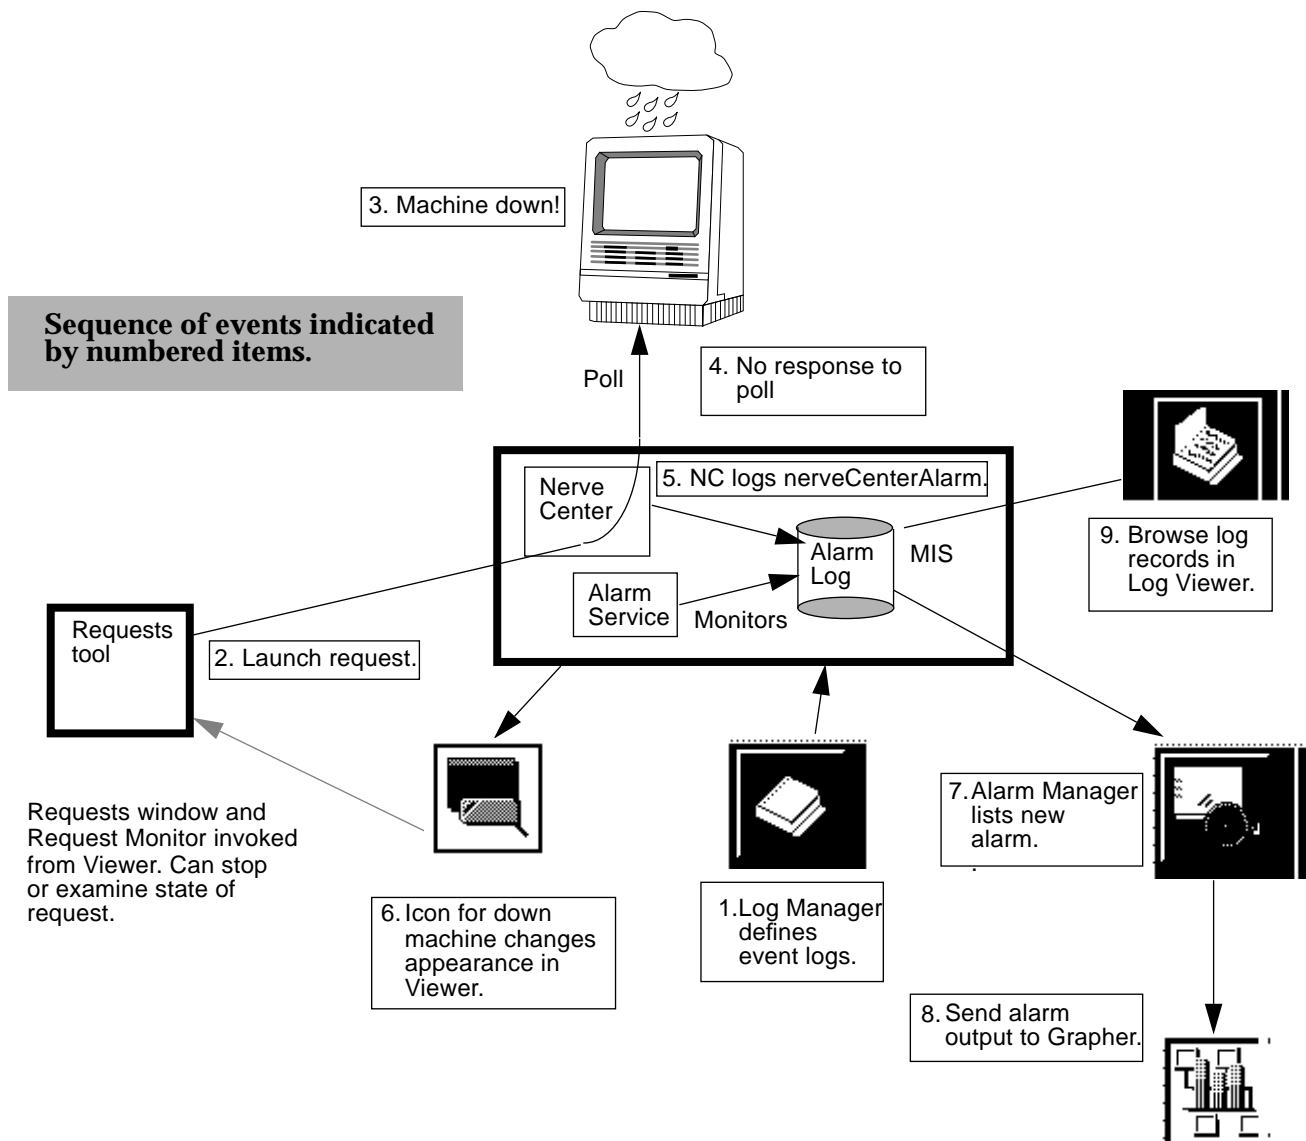 3. Machine down!
Sequence of events indicated
by numbered items.
Poll
4. No response to
poll
Nerve
Center
5. NC logs nerveCenterAlarm.
Alarm
Log
MIS
9. Browse log
records in
Log Viewer.
Alarm
Service
Monitors
Requests
tool
2. Launch request.
Requests window and
Request Monitor invoked
from Viewer. Can stop
or examine state of
request.
6. Icon for down
machine changes
appearance in
Viewer.
1.Log Manager
defines
event logs.
7.Alarm Manager
lists new
alarm.
.
8. Send alarm
output to Grapher.